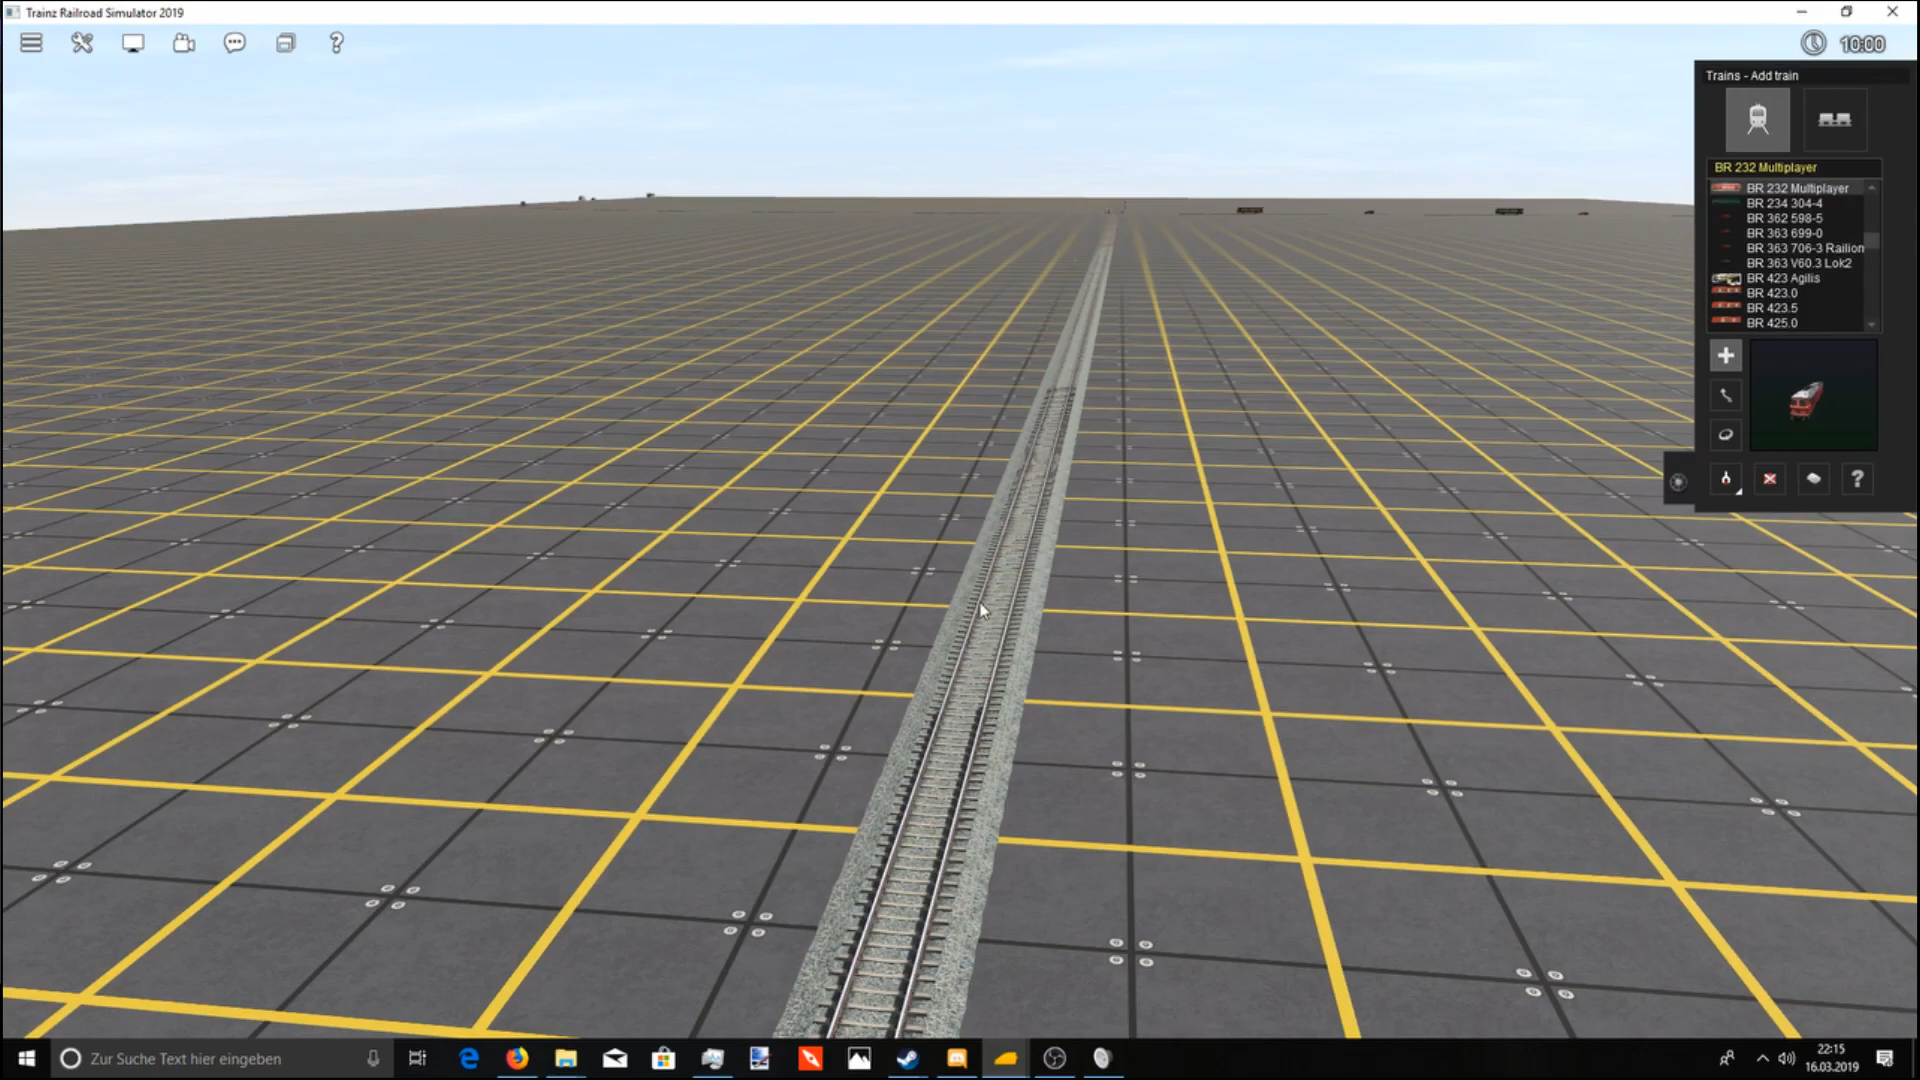 Trainz Railroad Simulator 2019
10:00
Trains - Add train
BR 232 Multiplayer
BR 232 Multiplayer
BR 234 304-4
BR 362 598-5
BR 363 699-0
BR 363 706-3 Railion
BR 363 V60.3 Lok2
BR 423 Agilis
BR 423.0
BR 423.5
BR 425.0
Zur Suche Text hier eingeben
22:15
16.03.2019